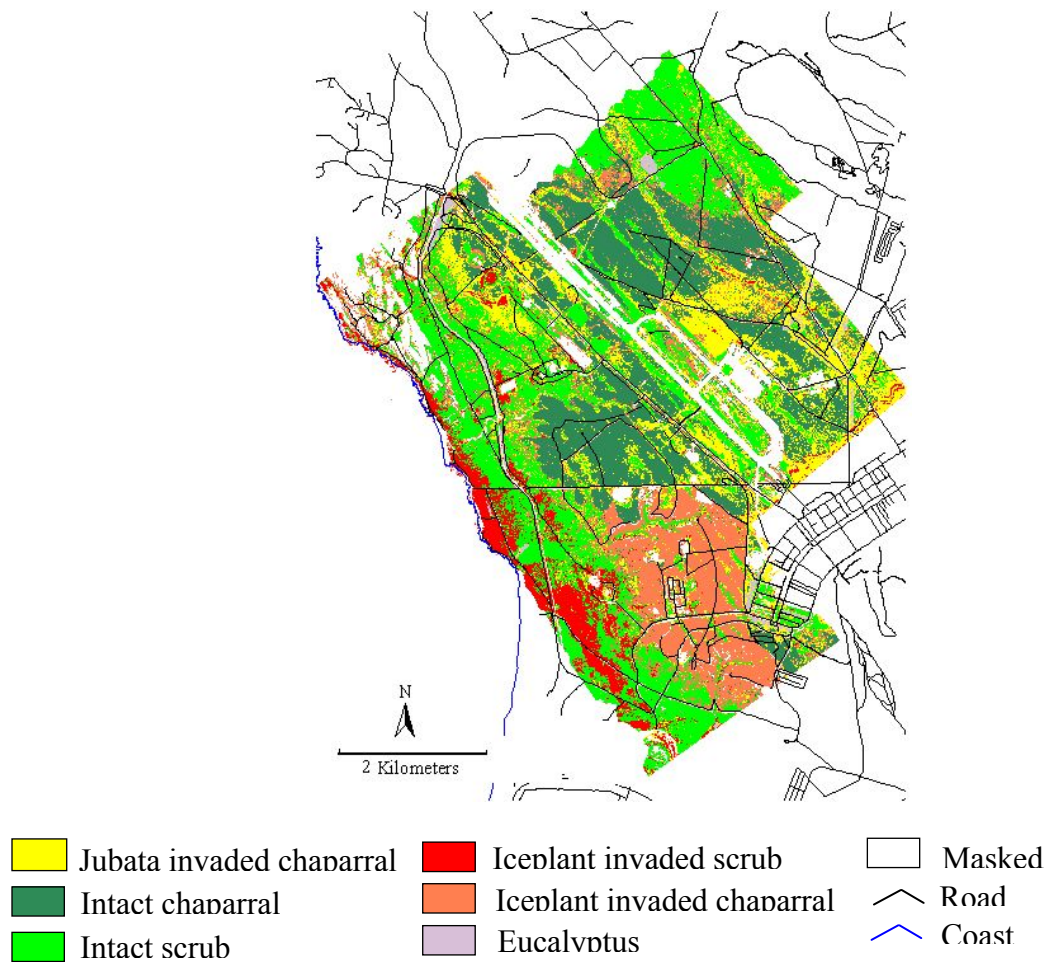 N
2 Kilometers
Jubata invaded chaparral
Intact chaparral
Intact scrub
Iceplant invaded scrub
Iceplant invaded chaparral
Eucalyptus
Masked
Road
Coast